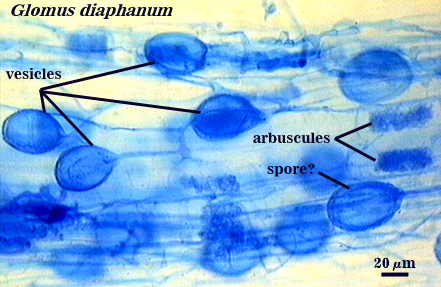 Glomus diaphanum
vesicles
arbuscules
spore?
20 µm